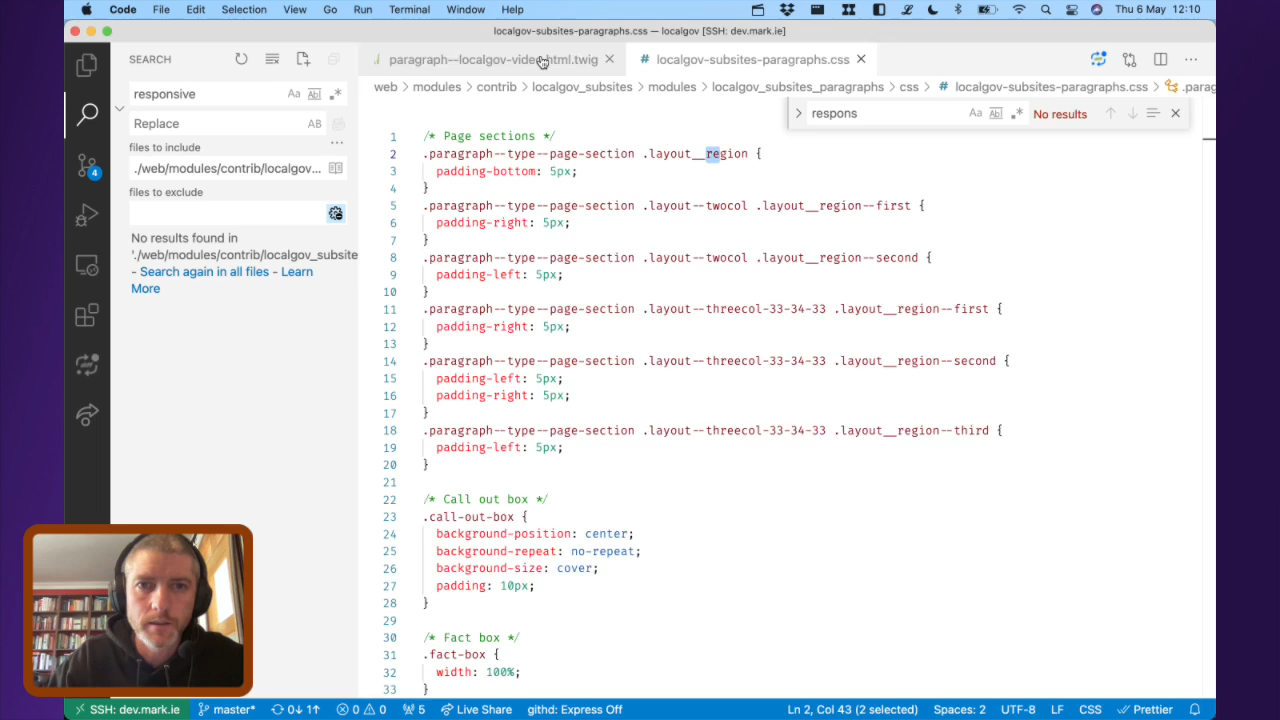 Code File Edit Selection View Go Run Terminal Window Help Thu 6 May 12:10
localgov-subsites-paragraphs.css — localgov [SSH: dev.mark.ie]
SEARCH
paragraph--localgov-video.html.twig
# localgov-subsites-paragraphs.css
web > modules > contrib > localgov_subsites > modules > localgov_subsites_paragraphs > css > # localgov-subsites-paragraphs.css > .parag
responsive Aa Abl .*
Replace AB
files to include
./web/modules/contrib/localgov...
files to exclude
No results found in
'./web/modules/contrib/localgov_subsite
- Search again in all files - Learn
More
respons Aa Abl .* No results
1 /* Page sections */
2 .paragraph--type--page-section .layout__region {
3 padding-bottom: 5px;
4 }
5 .paragraph--type--page-section .layout--twocol .layout__region--first {
6 padding-right: 5px;
7 }
8 .paragraph--type--page-section .layout--twocol .layout__region--second {
9 padding-left: 5px;
10 }
11 .paragraph--type--page-section .layout--threecol-33-34-33 .layout__region--first {
12 padding-right: 5px;
13 }
14 .paragraph--type--page-section .layout--threecol-33-34-33 .layout__region--second {
15 padding-left: 5px;
16 padding-right: 5px;
17 }
18 .paragraph--type--page-section .layout--threecol-33-34-33 .layout__region--third {
19 padding-left: 5px;
20 }
21
22 /* Call out box */
23 .call-out-box {
24 background-position: center;
25 background-repeat: no-repeat;
26 background-size: cover;
27 padding: 10px;
28 }
29
30 /* Fact box */
31 .fact-box {
32 width: 100%;
33 }
4
SSH: dev.mark.ie master* 0↓ 1↑ 0 0 5 Live Share githd: Express Off Ln 2, Col 43 (2 selected) Spaces: 2 UTF-8 LF CSS Prettier